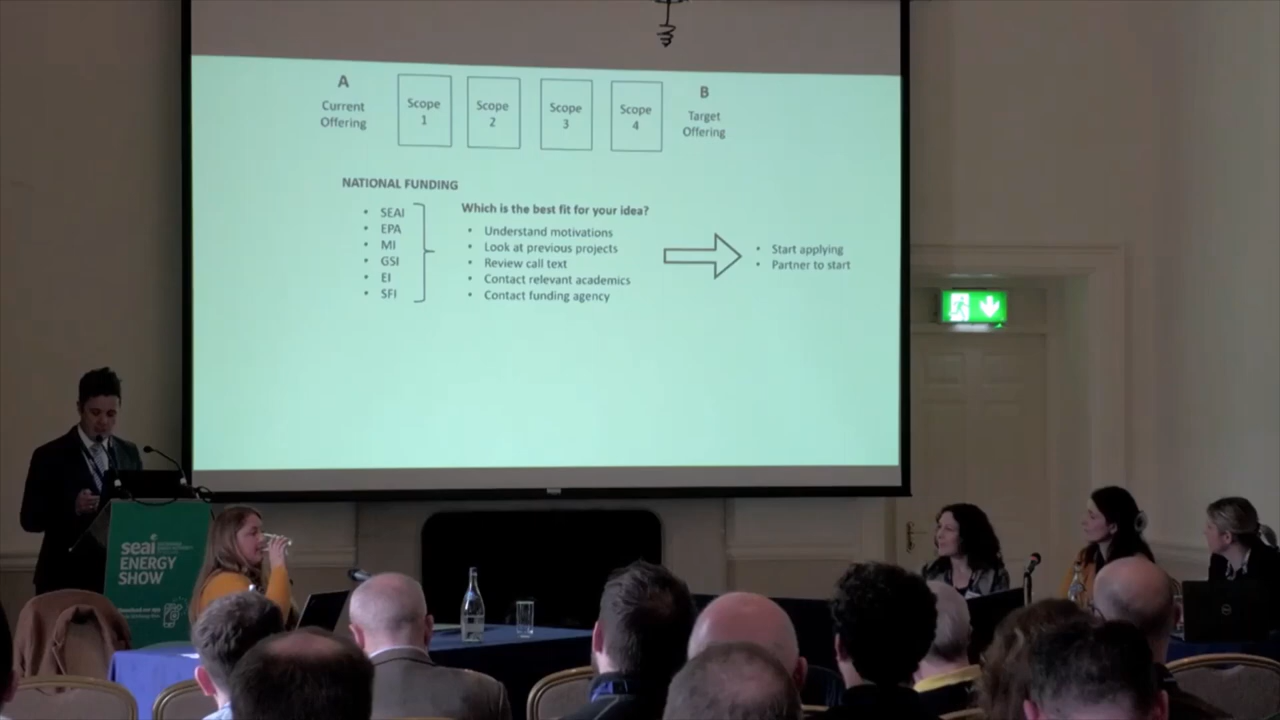 A
Current
Offering
Scope
1
Scope
2
Scope
3
Scope
4
B
Target
Offering
NATIONAL FUNDING
• SEAI
• EPA
• MI
• GSI
• EI
• SFI
Which is the best fit for your idea?
• Understand motivations
• Look at previous projects
• Review call text
• Contact relevant academics
• Contact funding agency
• Start applying
• Partner to start
seai
ENERGY
SHOW